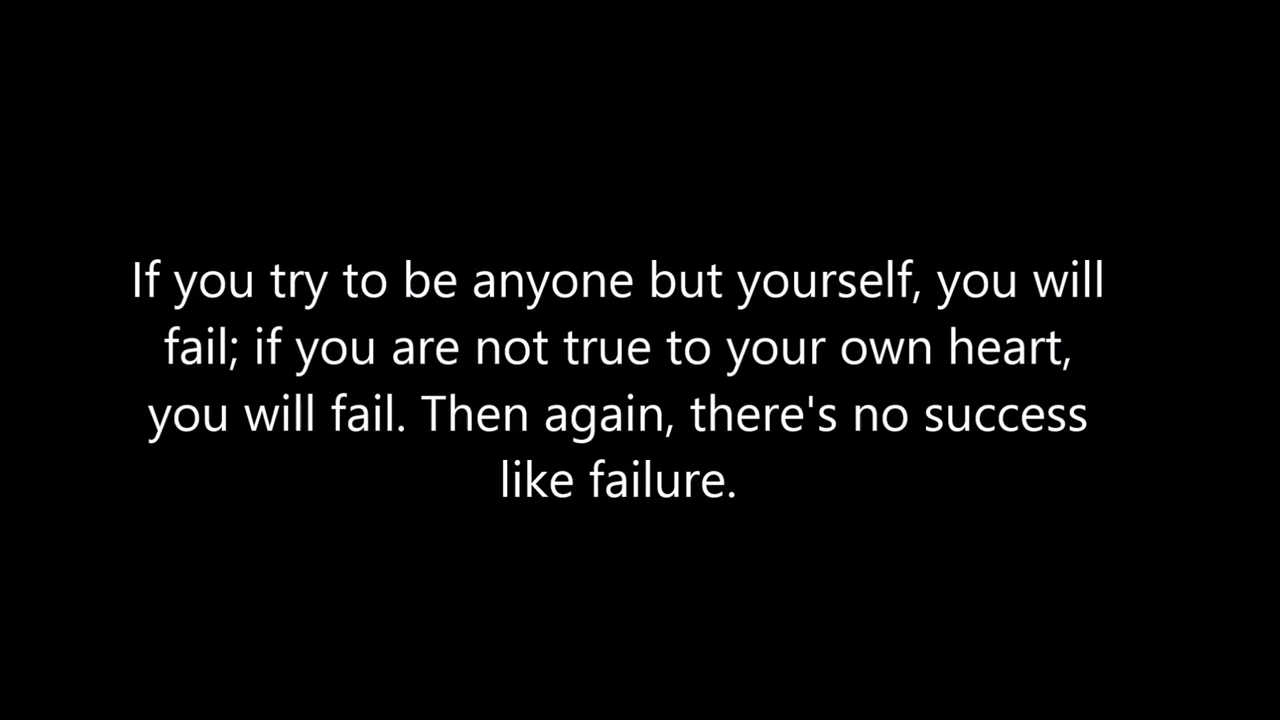 If you try to be anyone but yourself, you will
fail; if you are not true to your own heart,
you will fail. Then again, there's no success
like failure.